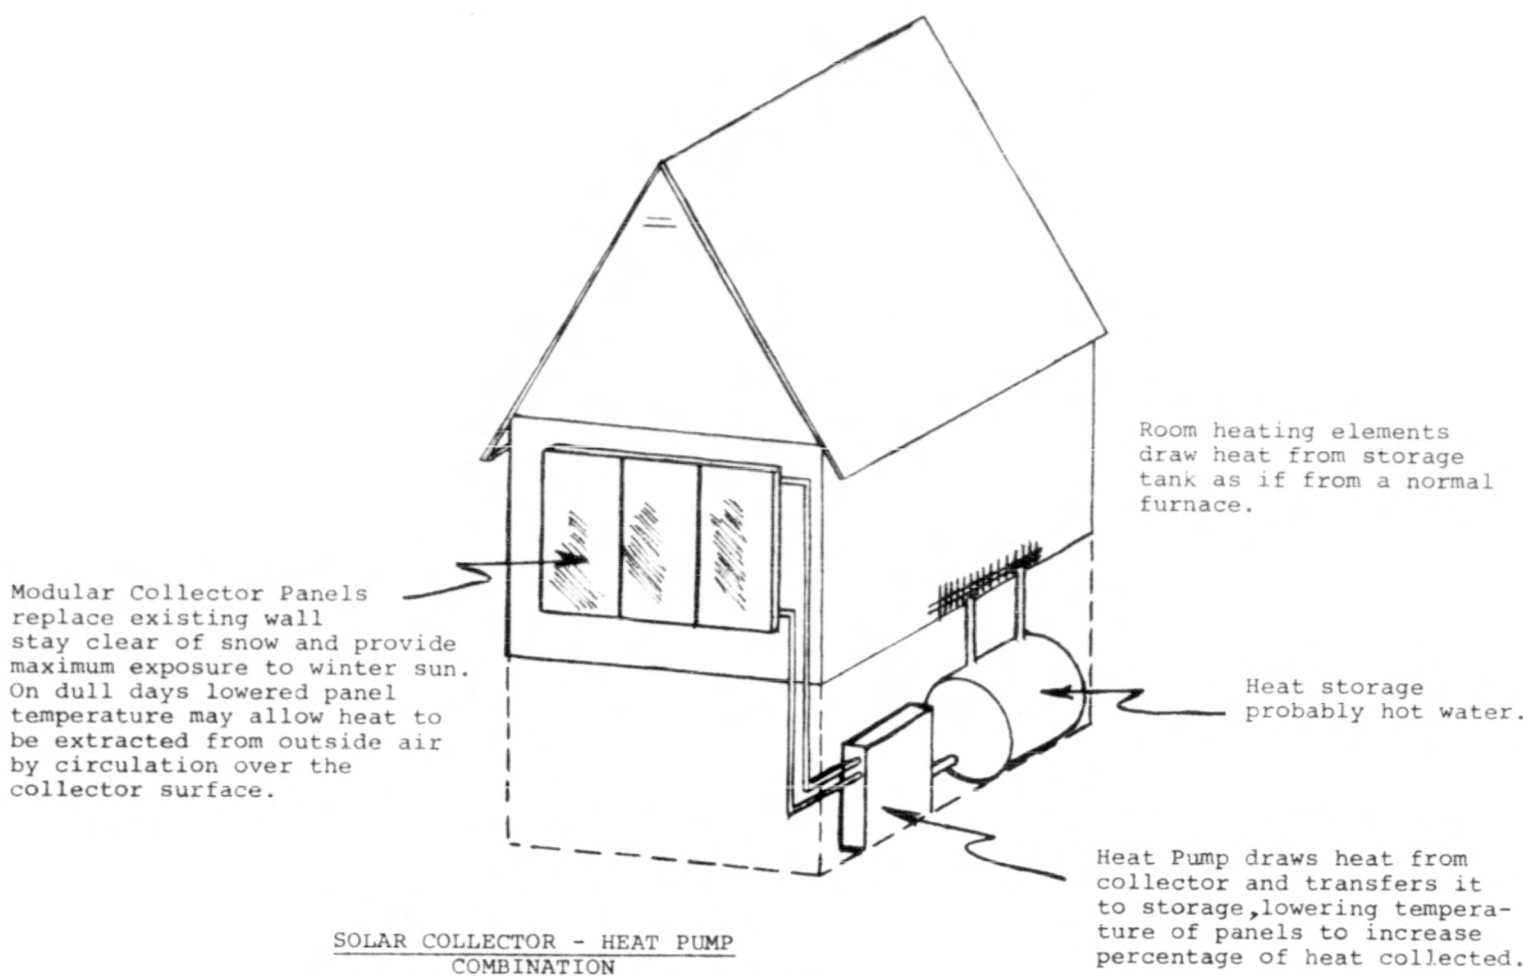 Room heating elements
draw heat from storage
tank as if from a normal
furnace.
Modular Collector Panels
replace existing wall
stay clear of snow and provide
maximum exposure to winter sun.
On dull days lowered panel
temperature may allow heat to
be extracted from outside air
by circulation over the
collector surface.
Heat storage
probably hot water.
Heat Pump draws heat from
collector and transfers it
to storage,lowering tempera-
ture of panels to increase
percentage of heat collected.
SOLAR COLLECTOR - HEAT PUMP
COMBINATION